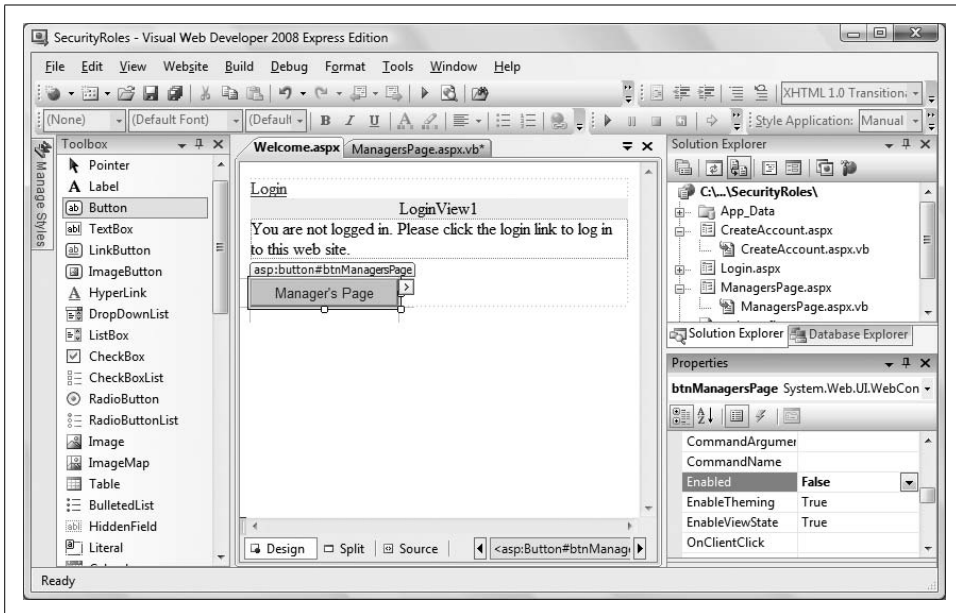 SecurityRoles - Visual Web Developer 2008 Express Edition
File Edit View Website Build Debug Format Tools Window Help
XHTML 1.0 Transition
(None) (Default Font) (Default B I U A Style Application: Manual
Manage Styles
Toolbox
Pointer
A Label
ab Button
abl TextBox
ab LinkButton
ImageButton
A HyperLink
DropDownList
ListBox
CheckBox
CheckBoxList
RadioButton
RadioButtonList
Image
ImageMap
Table
BulletedList
abl HiddenField
Literal
Welcome.aspx ManagersPage.aspx.vb*
Login
LoginView1
You are not logged in. Please click the login link to log in
to this web site.
asp:button#btnManagersPage
Manager's Page
Design Split Source <asp:Button#btnManag
Solution Explorer
C:\...\SecurityRoles\
App_Data
CreateAccount.aspx
CreateAccount.aspx.vb
Login.aspx
ManagersPage.aspx
ManagersPage.aspx.vb
Solution Explorer Database Explorer
Properties
btnManagersPage System.Web.UI.WebCon
CommandArgumen
CommandName
Enabled False
EnableTheming True
EnableViewState True
OnClientClick
Ready